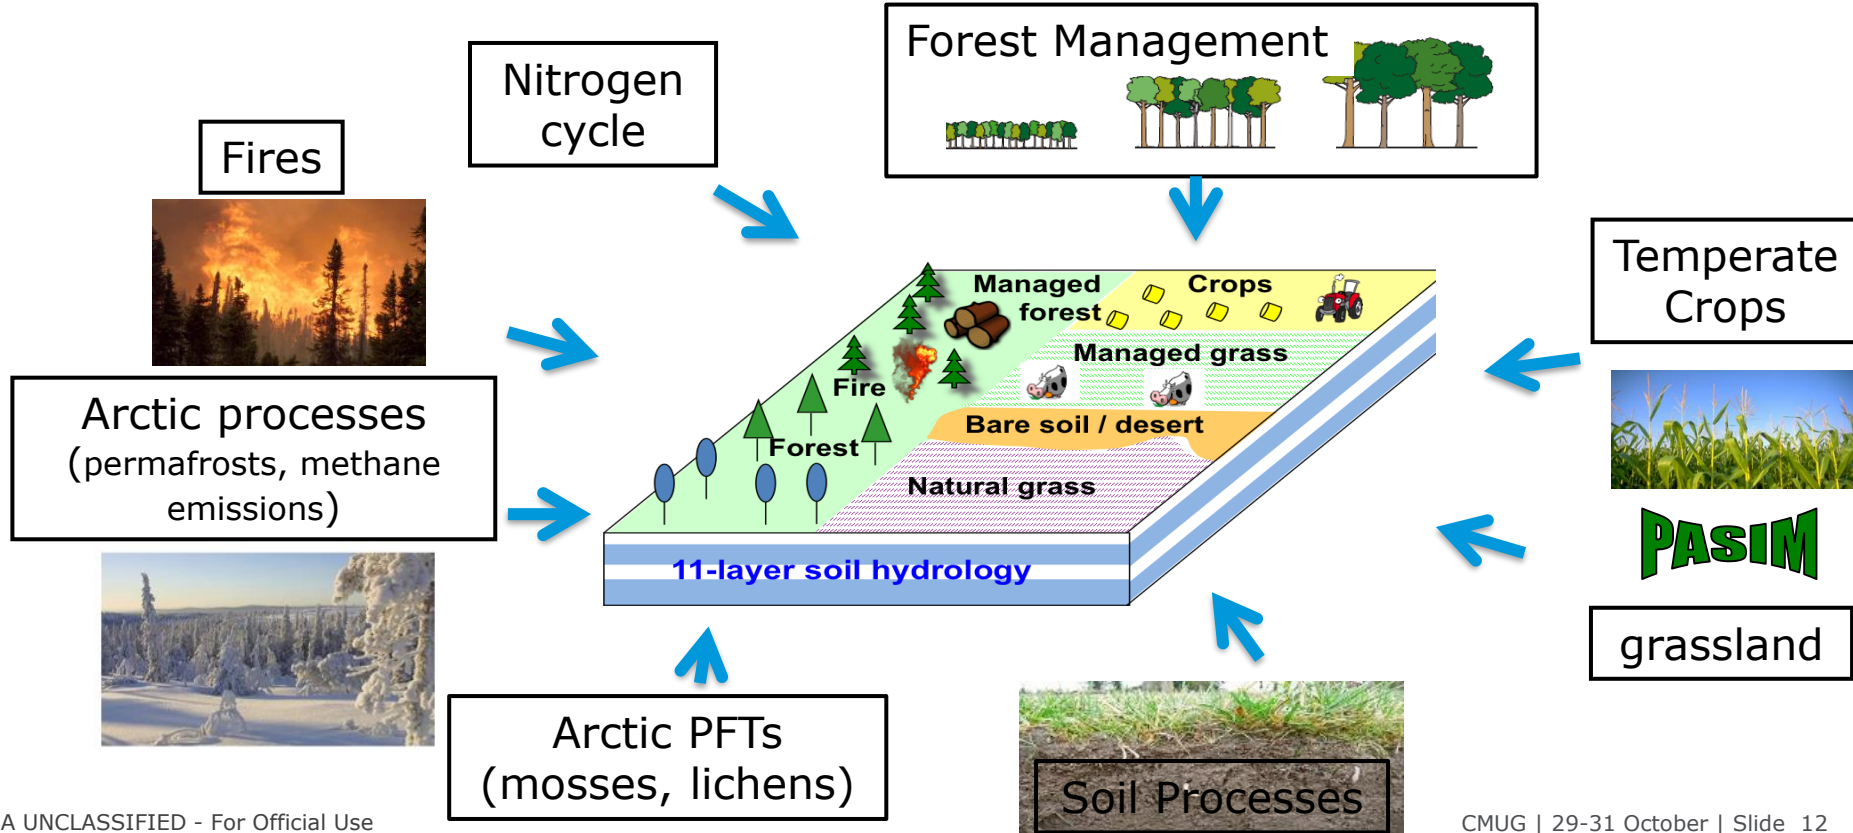 Forest Management
Nitrogen
cycle
Fires
Temperate
Crops
Managed
forest
Crops
Managed grass
Fire
Bare soil / desert
Forest
Natural grass
11-layer soil hydrology
Arctic processes
(permafrosts, methane
emissions)
PASIM
grassland
Arctic PFTs
(mosses, lichens)
Soil Processes
A UNCLASSIFIED - For Official Use
CMUG | 29-31 October | Slide 12